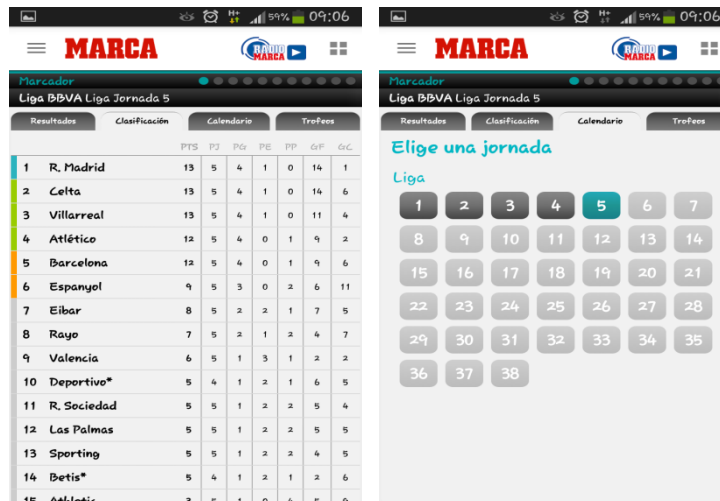 H+ 59% 09:06
MARCA
RADIO MARCA
Marcador
Liga BBVA Liga Jornada 5
Resultados Clasificación Calendario Trofeos
PTS PJ PG PE PP GF GC
1 R. Madrid 13 5 4 1 0 14 1
2 Celta 13 5 4 1 0 14 6
3 Villarreal 13 5 4 1 0 11 4
4 Atlético 12 5 4 0 1 9 2
5 Barcelona 12 5 4 0 1 9 6
6 Espanyol 9 5 3 0 2 6 11
7 Eibar 8 5 2 2 1 7 5
8 Rayo 7 5 2 1 2 4 7
9 Valencia 6 5 1 3 1 2 2
10 Deportivo* 5 4 1 2 1 6 5
11 R. Sociedad 5 5 1 2 2 5 4
12 Las Palmas 5 5 1 2 2 5 5
13 Sporting 5 5 1 2 2 4 5
14 Betis* 5 4 1 2 1 2 6
15 Athletic 3 5 1 0 4 5
H+ 59% 09:06
MARCA
RADIO MARCA
Marcador
Liga BBVA Liga Jornada 5
Resultados Clasificación Calendario Trofeos
Elige una jornada
Liga
1 2 3 4 5 6 7
8 9 10 11 12 13 14
15 16 17 18 19 20 21
22 23 24 25 26 27 28
29 30 31 32 33 34 35
36 37 38